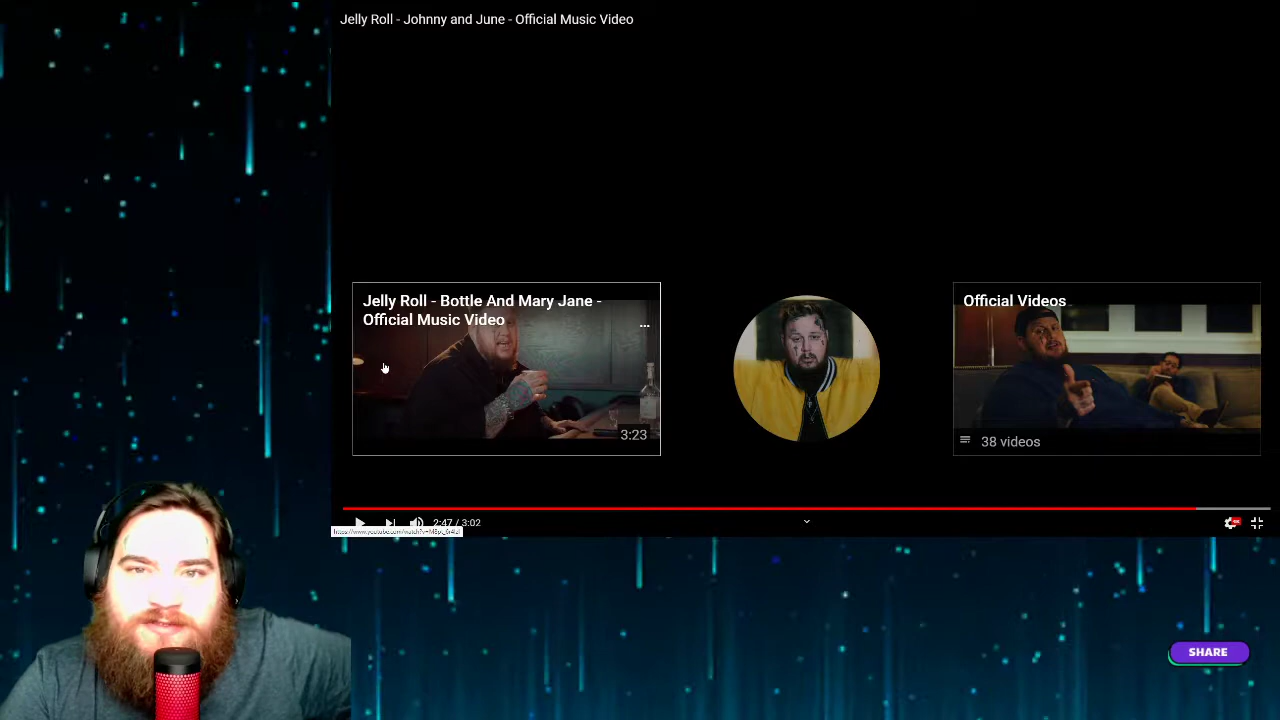 Jelly Roll - Johnny and June - Official Music Video
Jelly Roll - Bottle And Mary Jane -
Official Music Video
...
3:23
Official Videos
38 videos
2:47 / 3:02
SHARE